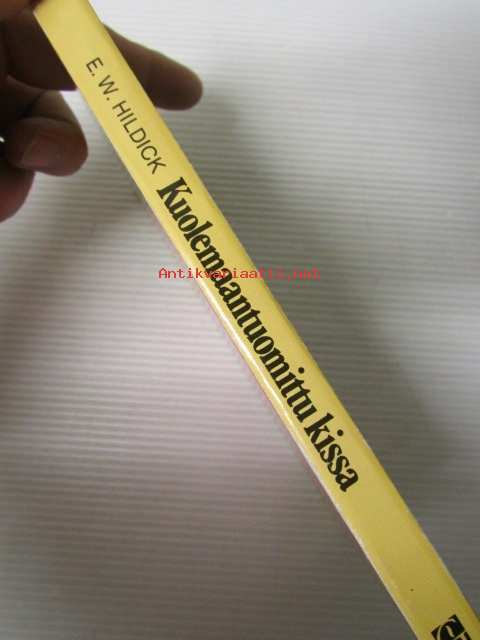 E. W. HILDICK
Kuolemaantuomittu kissa
Antikvariaatti.net